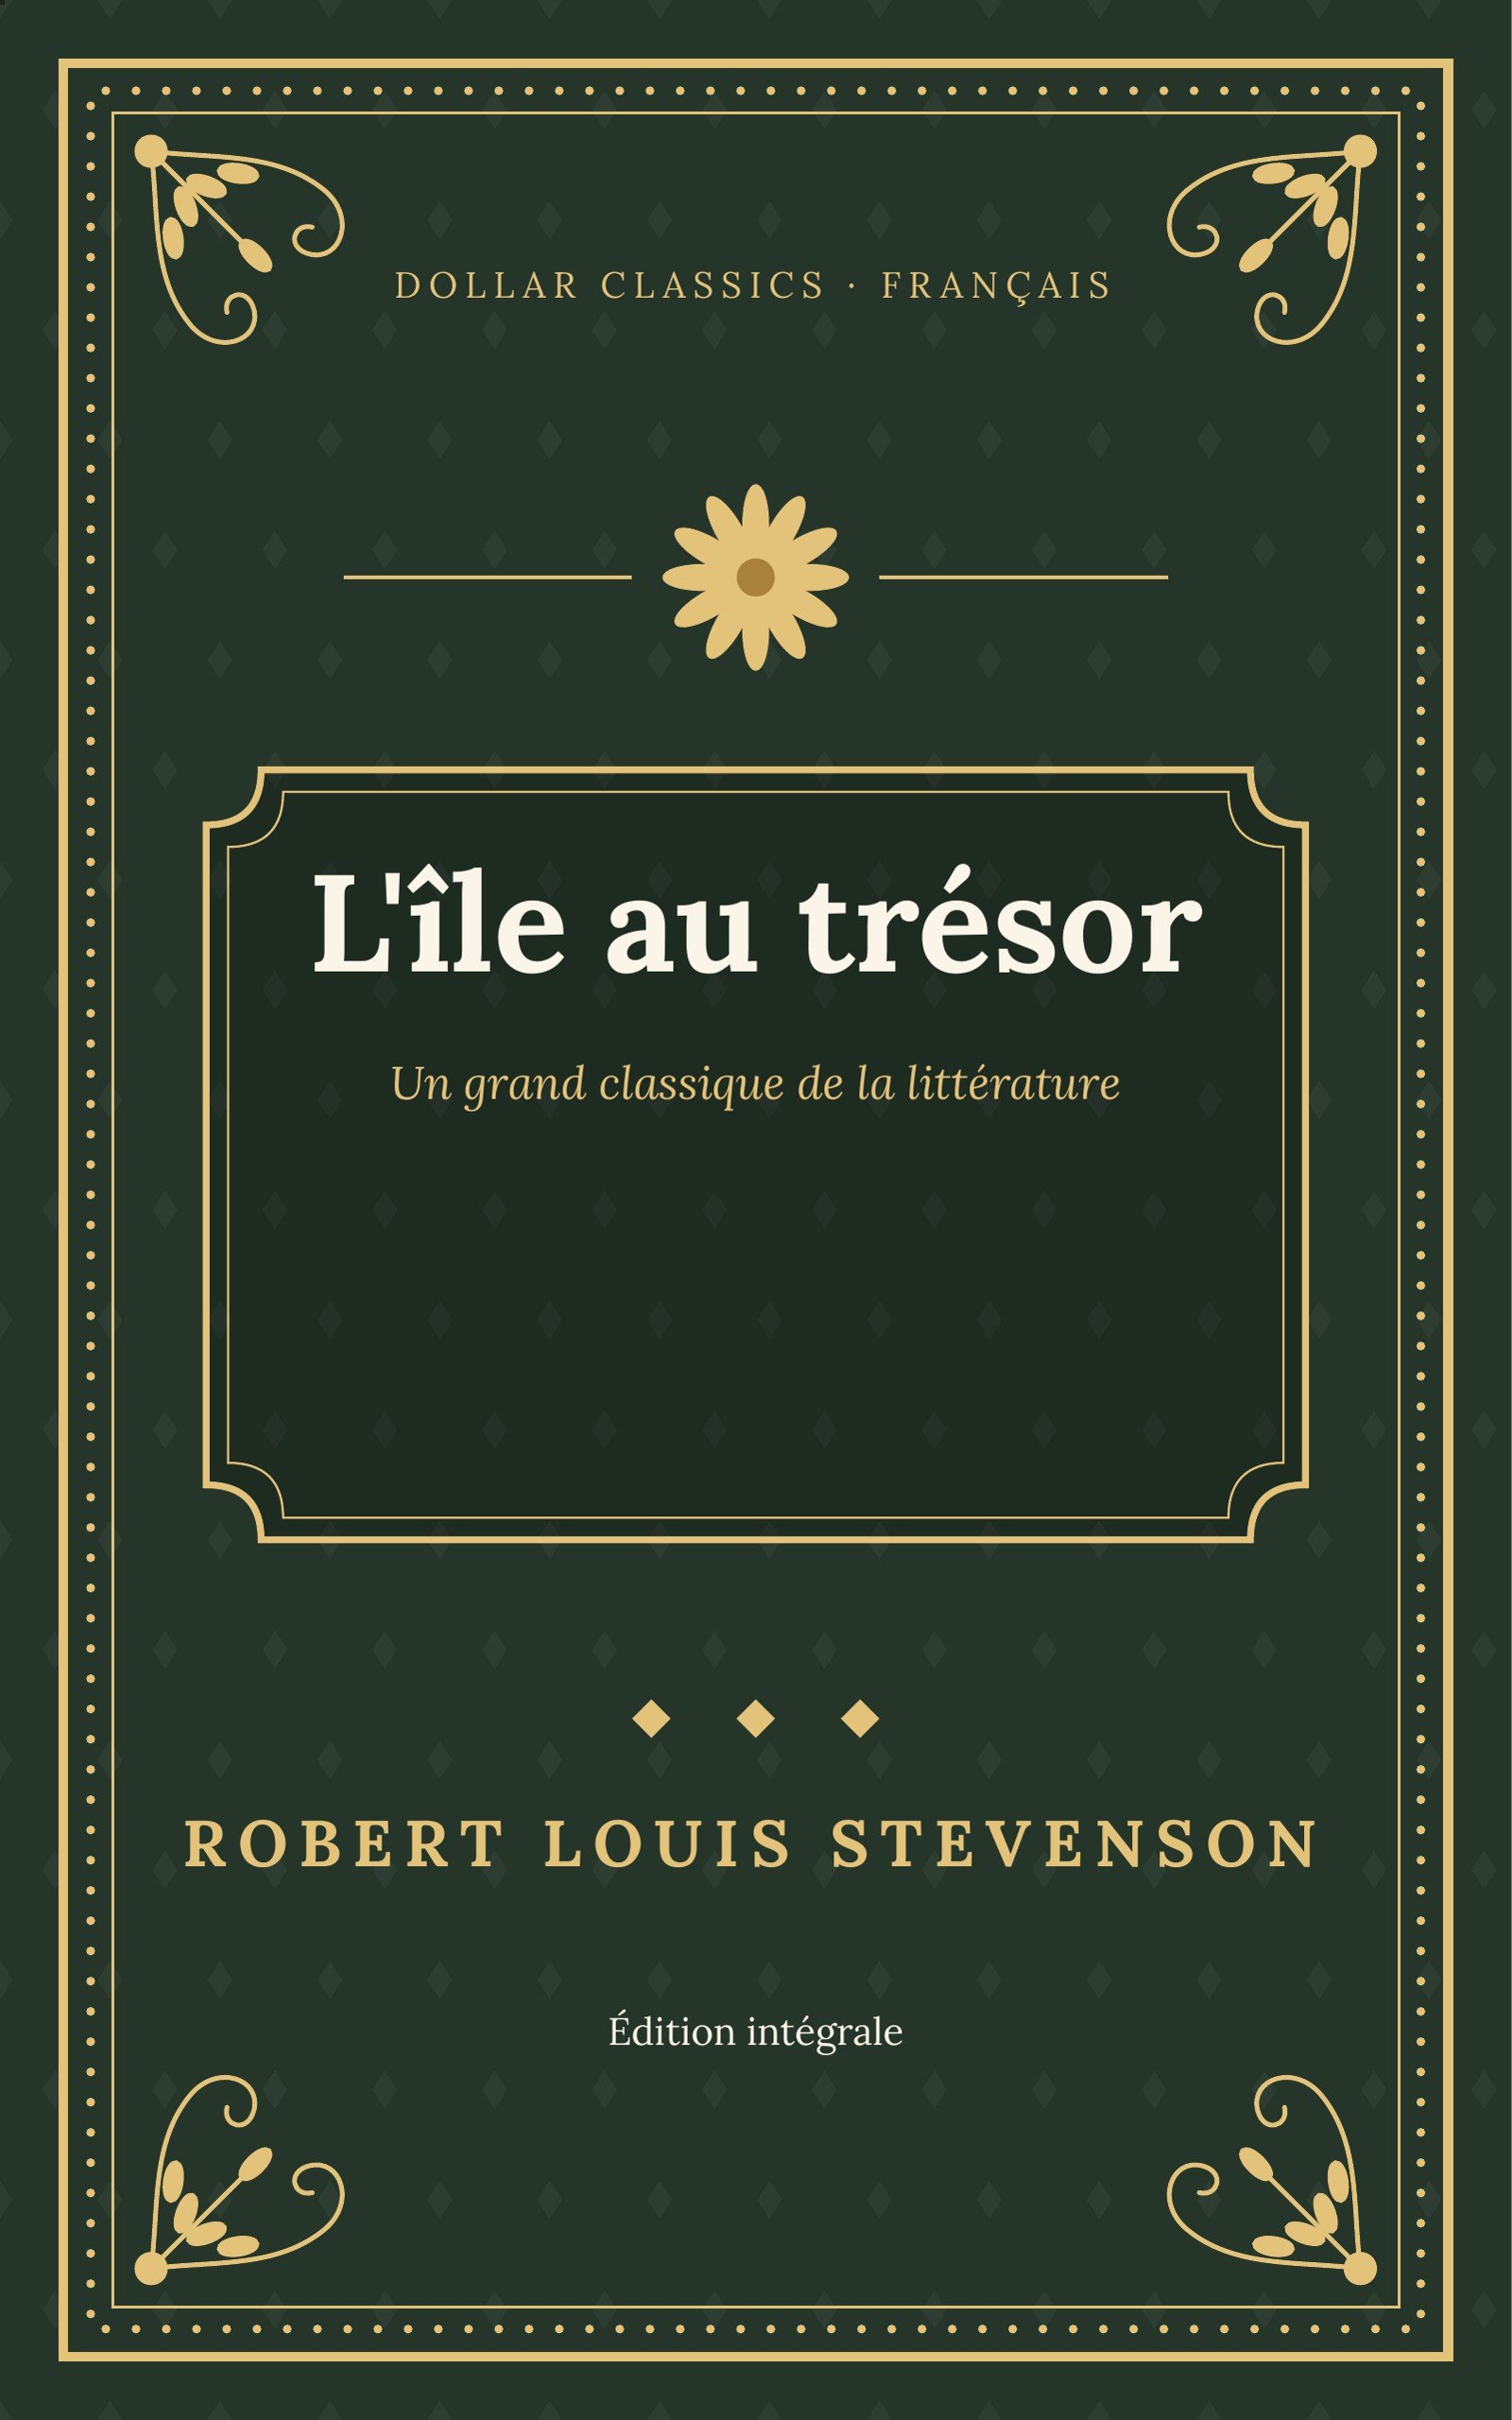 DOLLAR CLASSICS · FRANÇAIS
L'île au trésor
Un grand classique de la littérature
ROBERT LOUIS STEVENSON
Édition intégrale